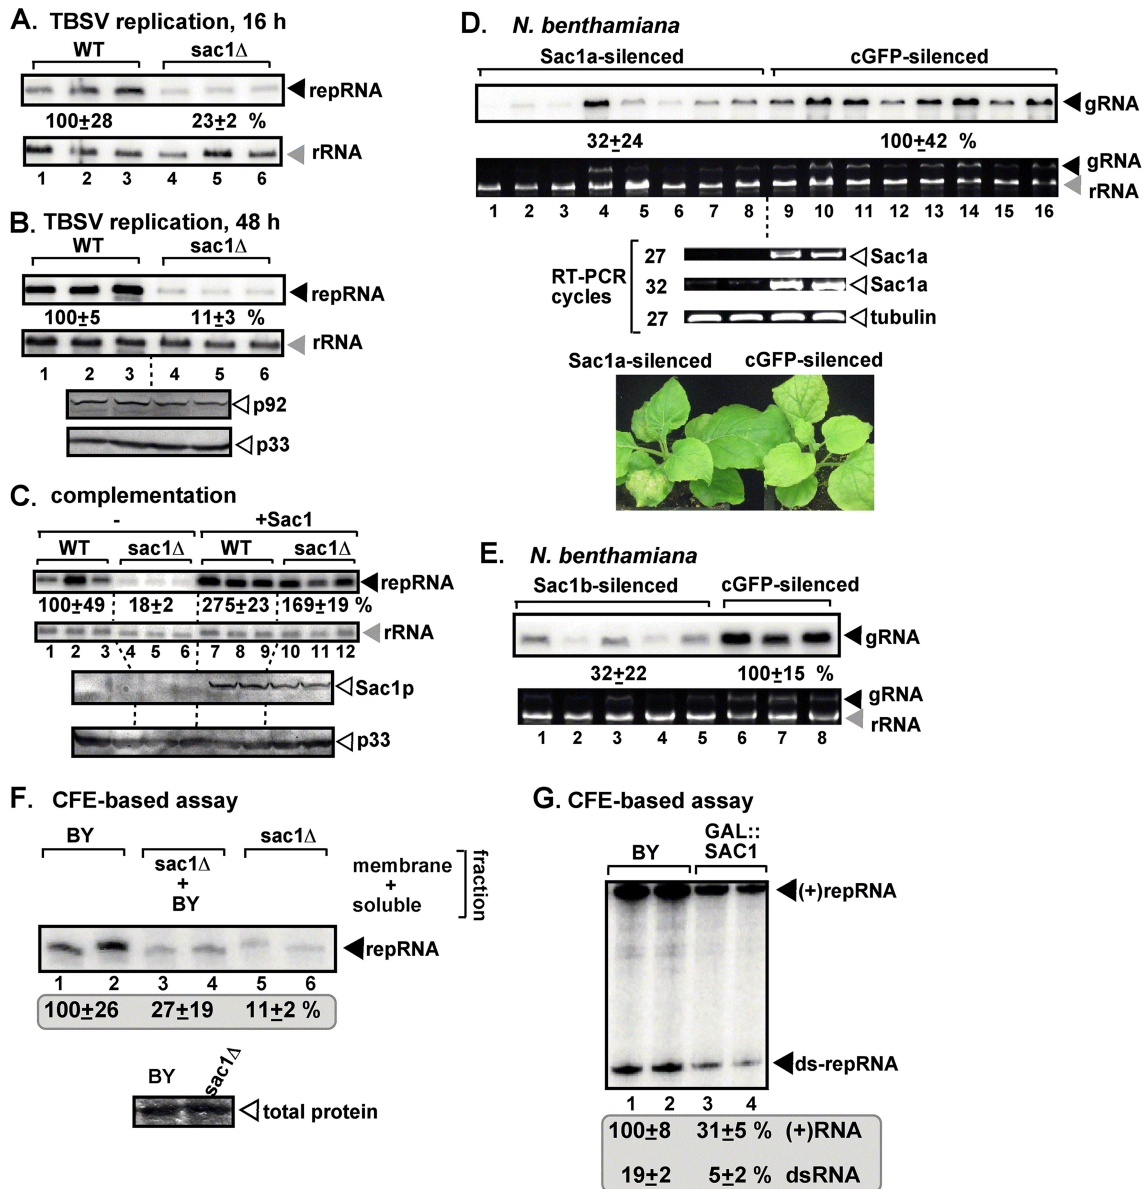 A. TBSV replication, 16 h
WT sac1Δ
repRNA
100±28 23±2 %
rRNA
1 2 3 4 5 6
B. TBSV replication, 48 h
WT sac1Δ
repRNA
100±5 11±3 %
rRNA
1 2 3 4 5 6
p92
p33
C. complementation
- +Sac1
WT sac1Δ WT sac1Δ
repRNA
100±49 18±2 275±23 169±19 %
rRNA
1 2 3 4 5 6 7 8 9 10 11 12
Sac1p
p33
D. N. benthamiana
Sac1a-silenced cGFP-silenced
gRNA
32±24 100±42 %
gRNA
rRNA
1 2 3 4 5 6 7 8 9 10 11 12 13 14 15 16
RT-PCR cycles
27 Sac1a
32 Sac1a
27 tubulin
Sac1a-silenced cGFP-silenced
E. N. benthamiana
Sac1b-silenced cGFP-silenced
gRNA
32±22 100±15 %
gRNA
rRNA
1 2 3 4 5 6 7 8
F. CFE-based assay
BY sac1Δ + BY sac1Δ
membrane + soluble fraction
repRNA
1 2 3 4 5 6
100±26 27±19 11±2 %
BY sac1Δ
total protein
G. CFE-based assay
BY GAL:: SAC1
(+)repRNA
ds-repRNA
1 2 3 4
100±8 31±5 % (+)RNA
19±2 5±2 % dsRNA